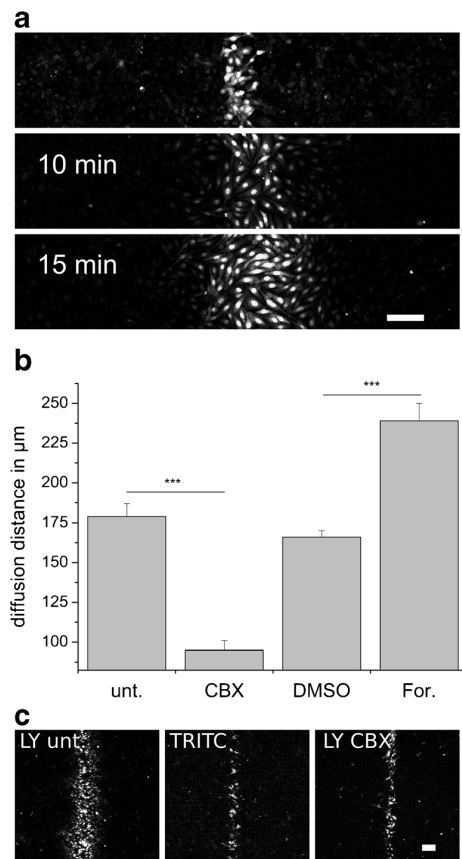 a
10 min
15 min
b
diffusion distance in µm
250
225
200
175
150
125
100
***
***
unt.
CBX
DMSO
For.
c
LY unt.
TRITC
LY CBX